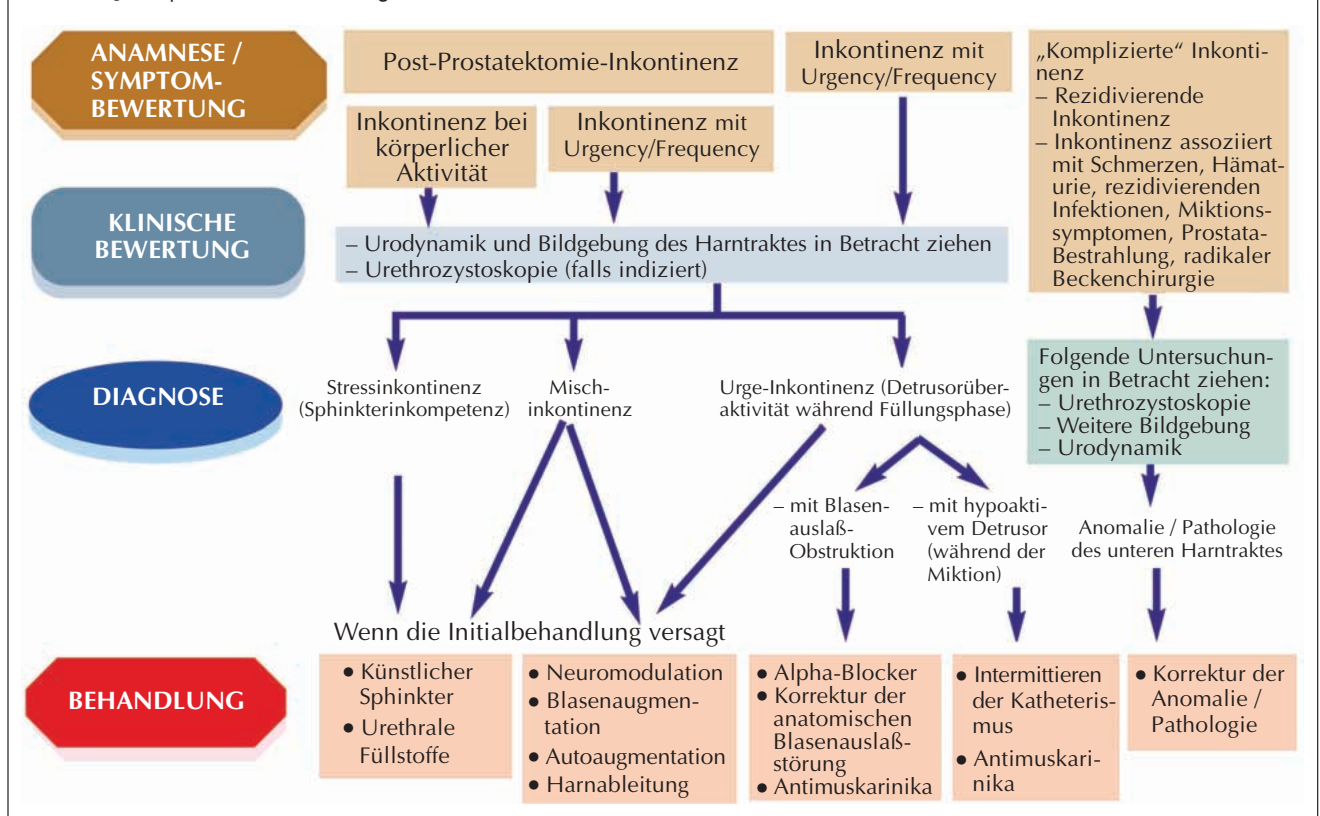 ANAMNESE /
SYMPTOM-
BEWERTUNG
Post-Prostatektomie-Inkontinenz
Inkontinenz bei
körperlicher
Aktivität
Inkontinenz mit
Urgency/Frequency
Inkontinenz mit
Urgency/Frequency
„Komplizierte“ Inkonti-
nenz
– Rezidivierende
Inkontinenz
– Inkontinenz assoziiert
mit Schmerzen, Hämat-
urie, rezidivierenden
Infektionen, Miktions-
symptomen, Prostata-
Bestrahlung, radikaler
Beckenchirurgie
KLINISCHE
BEWERTUNG
– Urodynamik und Bildgebung des Harntraktes in Betracht ziehen
– Urethrozystoskopie (falls indiziert)
Folgende Untersuchun-
gen in Betracht ziehen:
– Urethrozystoskopie
– Weitere Bildgebung
– Urodynamik
DIAGNOSE
Stressinkontinenz
(Sphinkterinkompetenz)
Misch-
inkontinenz
Urge-Inkontinenz (Detrusorüber-
aktivität während Füllungsphase)
– mit Blasen-
auslaß-
Obstruktion
– mit hypoakti-
vem Detrusor
(während der
Miktion)
Anomalie / Pathologie
des unteren Harntraktes
Wenn die Initialbehandlung versagt
BEHANDLUNG
● Künstlicher
Sphinkter
● Urethrale
Füllstoffe
● Neuromodulation
● Blasenaugmen-
tation
● Autoaugmentation
● Harnableitung
● Alpha-Blocker
● Korrektur der
anatomischen
Blasenauslaß-
störung
● Antimuskarinika
● Intermittieren
der Katheteris-
mus
● Antimuskari-
nika
● Korrektur der
Anomalie /
Pathologie